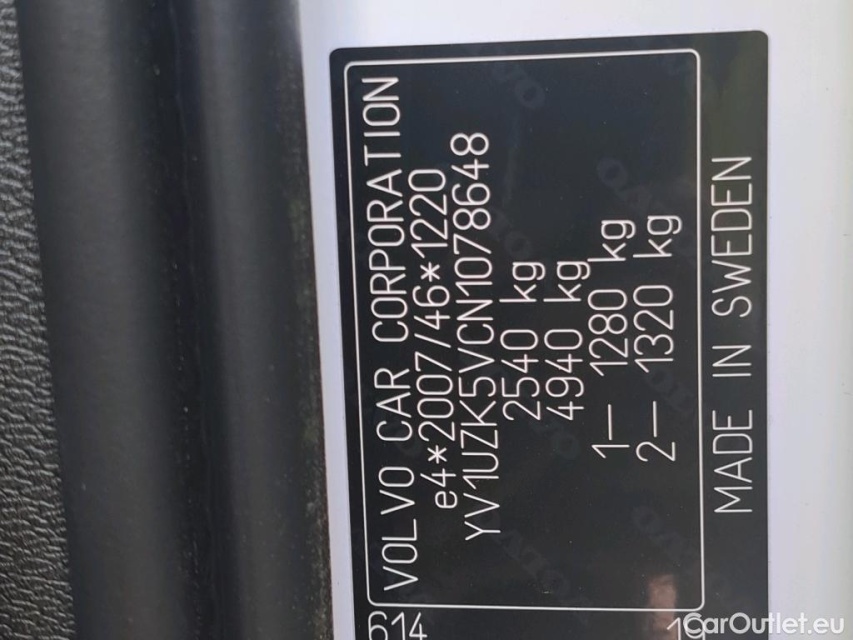 VOLVO CAR CORPORATION
e4*2007/46*1220
YV1UZK5VCN1078648
2540 kg
4940 kg
1– 1280 kg
2– 1320 kg
MADE IN SWEDEN
614
CarOutlet.eu